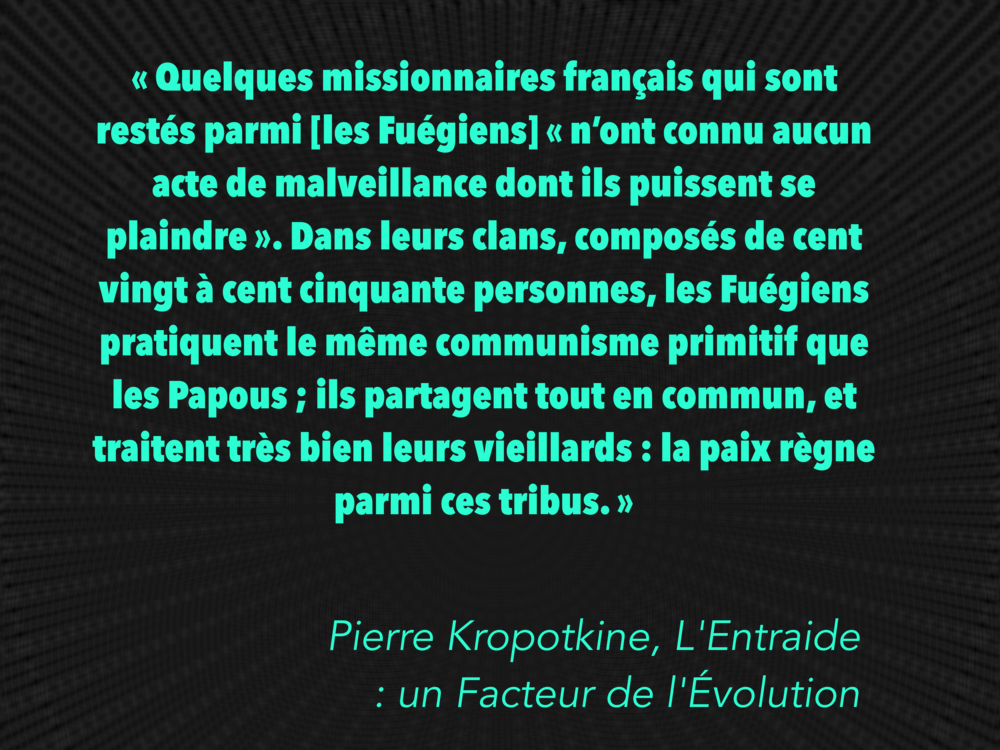 « Quelques missionnaires français qui sont
restés parmi [les Fuégiens] « n’ont connu aucun
acte de malveillance dont ils puissent se
plaindre ». Dans leurs clans, composés de cent
vingt à cent cinquante personnes, les Fuégiens
pratiquent le même communisme primitif que
les Papous ; ils partagent tout en commun, et
traitent très bien leurs vieillards : la paix règne
parmi ces tribus. »
Pierre Kropotkine, L'Entraide
: un Facteur de l'Évolution